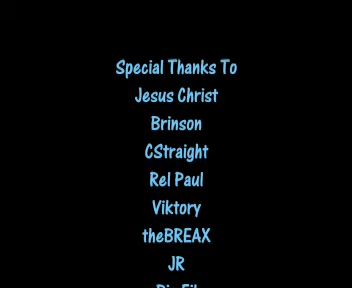 Special Thanks To
Jesus Christ
Brinson
CStraight
Rel Paul
Viktory
theBREAX
JR